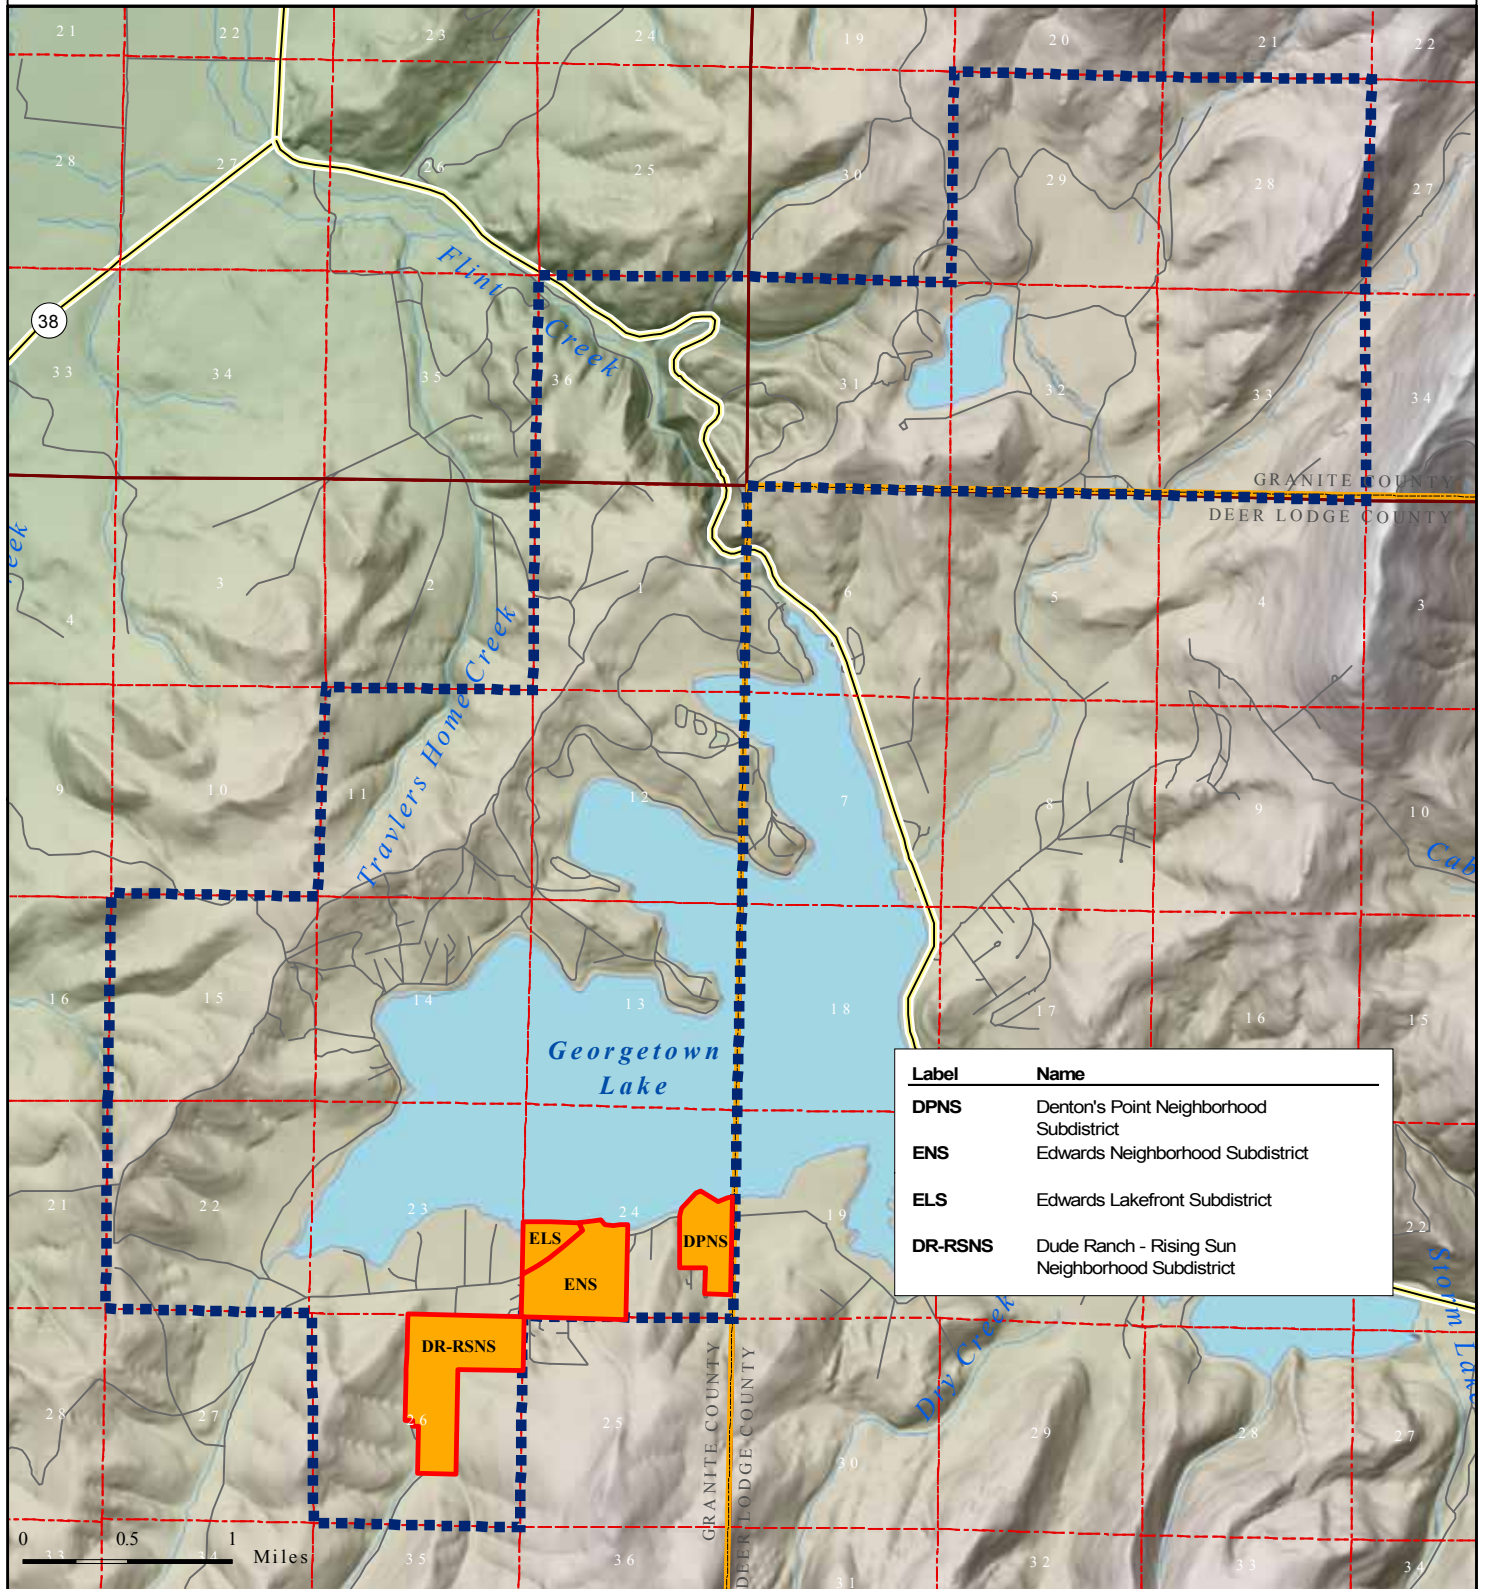 21
22
23
24
19
20
21
22
28
27
26
25
30
29
28
27
Flint
Creek
38
33
34
35
36
31
32
33
34
GRANITE COUNTY
DEER LODGE COUNTY
eek
4
3
2
1
6
5
4
3
Travlers Home Creek
9
10
11
12
7
8
9
10
Cab
16
15
14
13
18
17
16
15
Georgetown
Lake
Label Name
DPNS Denton's Point Neighborhood
Subdistrict
ENS Edwards Neighborhood Subdistrict
ELS Edwards Lakefront Subdistrict
DR-RSNS Dude Ranch - Rising Sun
Neighborhood Subdistrict
21
22
23
24
19
22
ELS
DPNS
ENS
DR-RSNS
Dry Creek
Storm Lake
GRANITE COUNTY
DEER LODGE COUNTY
28
27
26
25
30
29
28
27
0 0.5 1
Miles
33
34
35
36
31
32
33
34